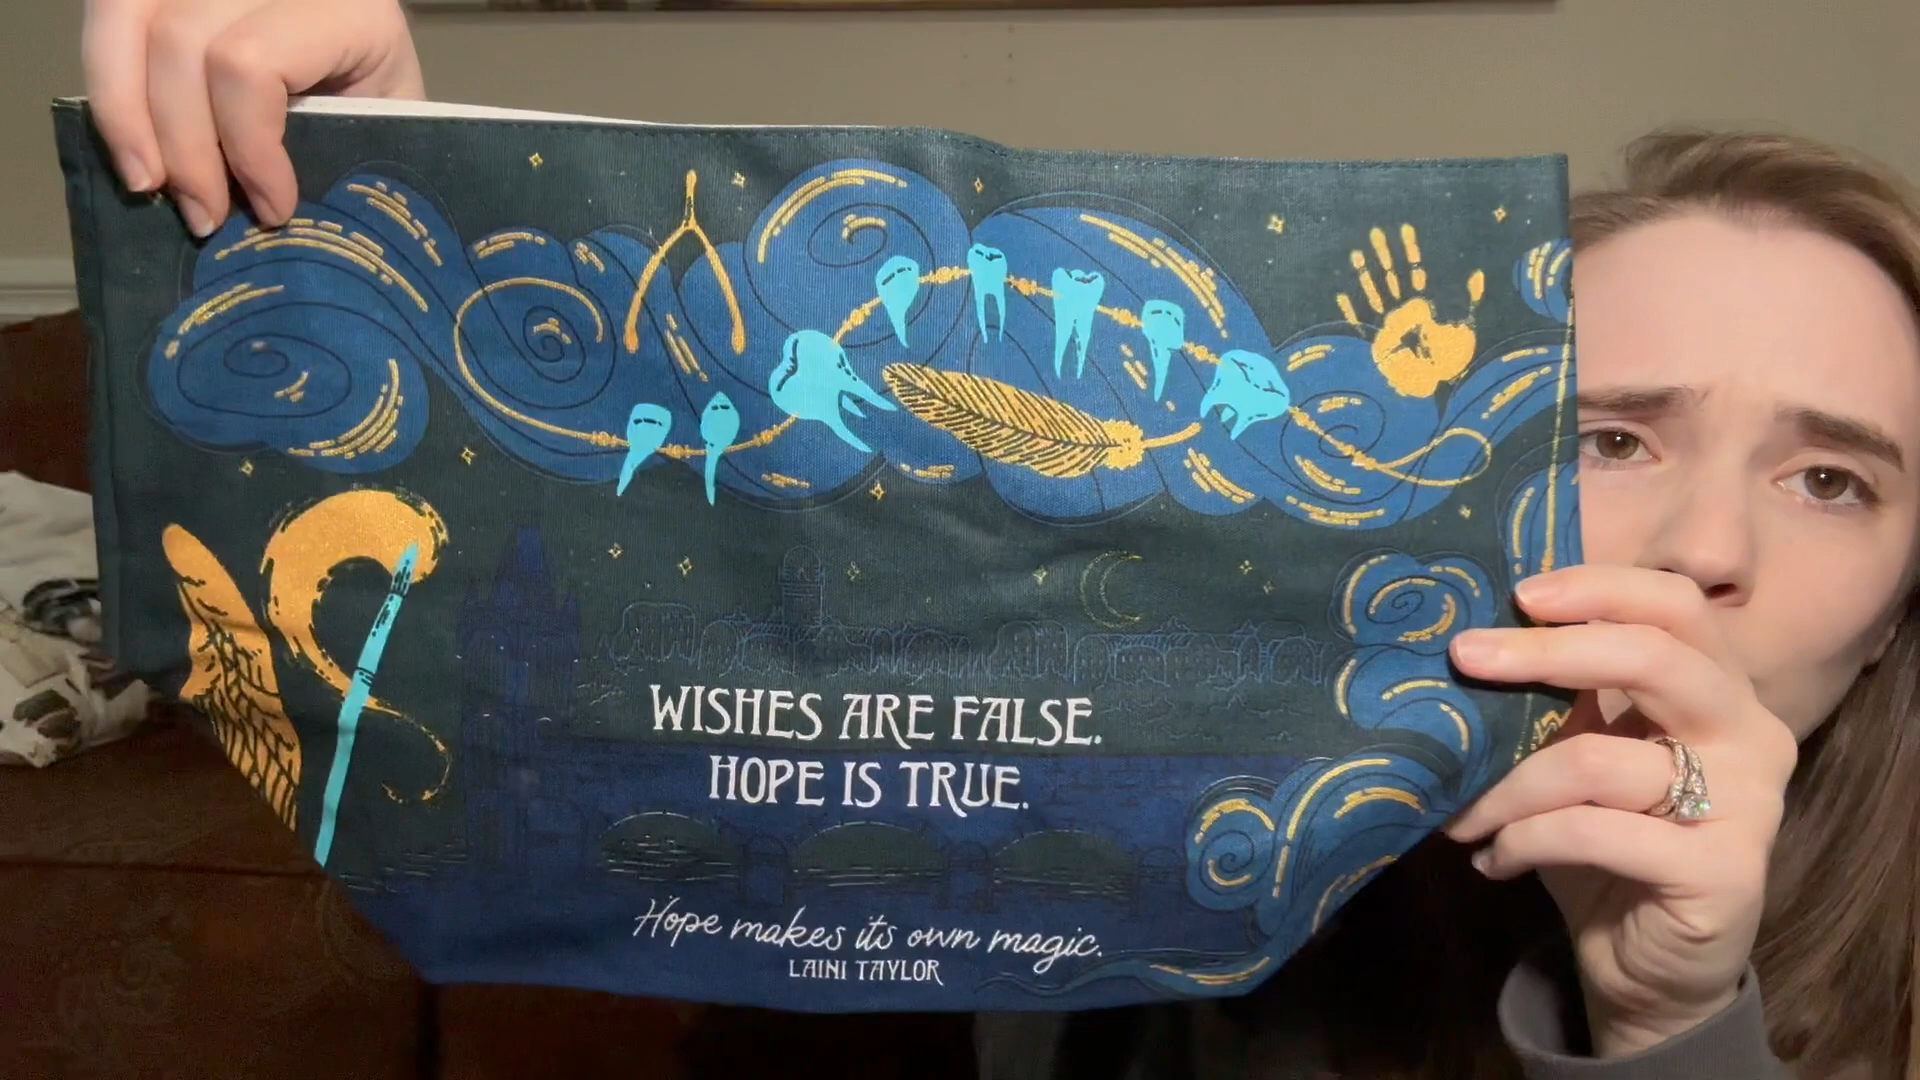 WISHES ARE FALSE.
HOPE IS TRUE.
Hope makes its own magic.
LAINI TAYLOR